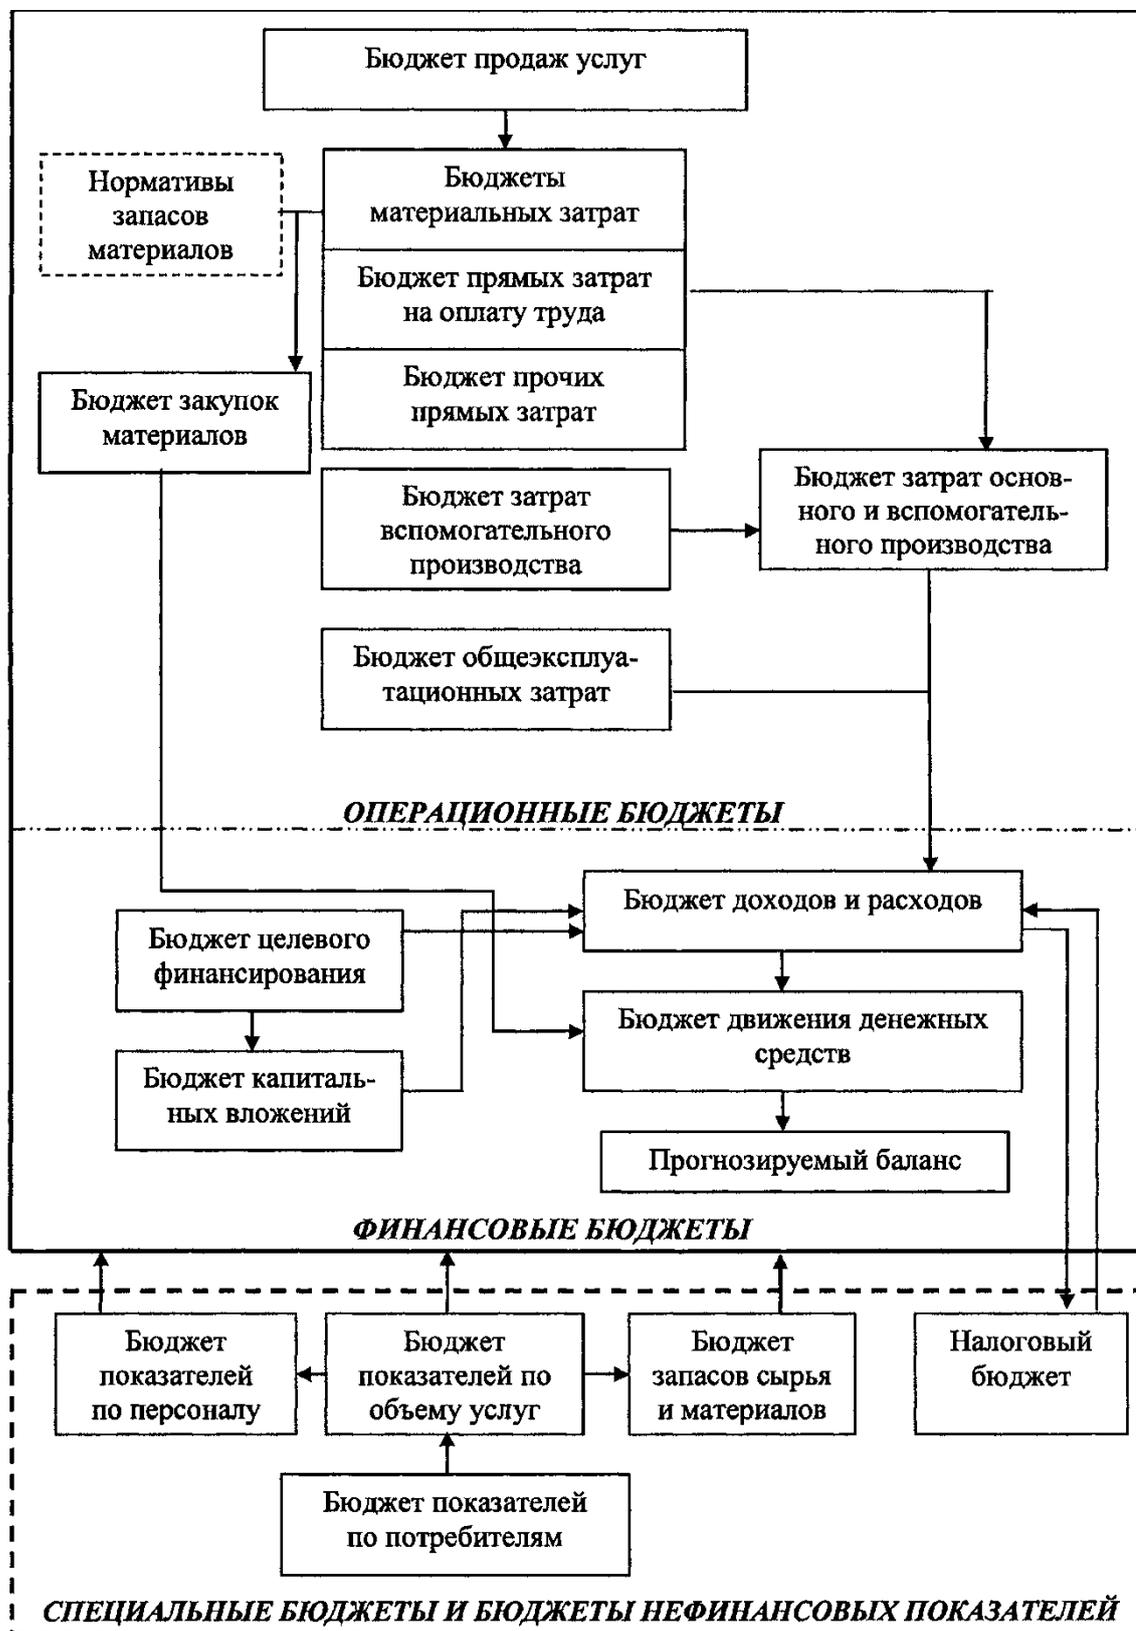 Бюджет продаж услуг
Нормативы
запасов
материалов
Бюджеты
материальных затрат
Бюджет прямых затрат
на оплату труда
Бюджет прочих
прямых затрат
Бюджет закупок
материалов
Бюджет затрат
вспомогательного
производства
Бюджет затрат основ-
ного и вспомогатель-
ного производства
Бюджет общеэксплуа-
тационных затрат
ОПЕРАЦИОННЫЕ БЮДЖЕТЫ
Бюджет доходов и расходов
Бюджет целевого
финансирования
Бюджет движения денежных
средств
Бюджет капиталь-
ных вложений
Прогнозируемый баланс
ФИНАНСОВЫЕ БЮДЖЕТЫ
Бюджет
показателей
по персоналу
Бюджет
показателей по
объему услуг
Бюджет
запасов сырья
и материалов
Налоговый
бюджет
Бюджет показателей
по потребителям
СПЕЦИАЛЬНЫЕ БЮДЖЕТЫ И БЮДЖЕТЫ НЕФИНАНСОВЫХ ПОКАЗАТЕЛЕЙ